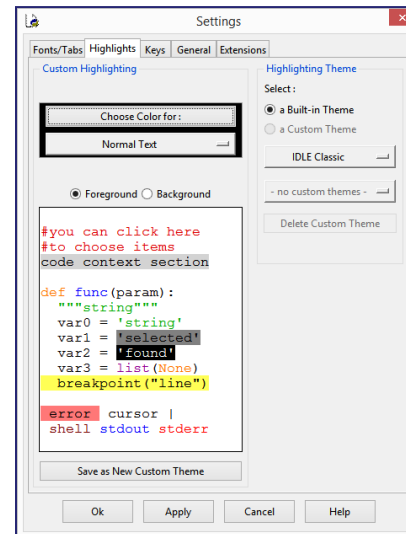 Settings
Fonts/Tabs Highlights Keys General Extensions
Custom Highlighting
Choose Color for :
Normal Text
Foreground Background
#you can click here
#to choose items
code context section
def func(param):
"""string"""
var0 = 'string'
var1 = 'selected'
var2 = 'found'
var3 = list(None)
breakpoint("line")
error cursor |
shell stdout stderr
Save as New Custom Theme
Highlighting Theme
Select :
a Built-in Theme
a Custom Theme
IDLE Classic
- no custom themes -
Delete Custom Theme
Ok Apply Cancel Help